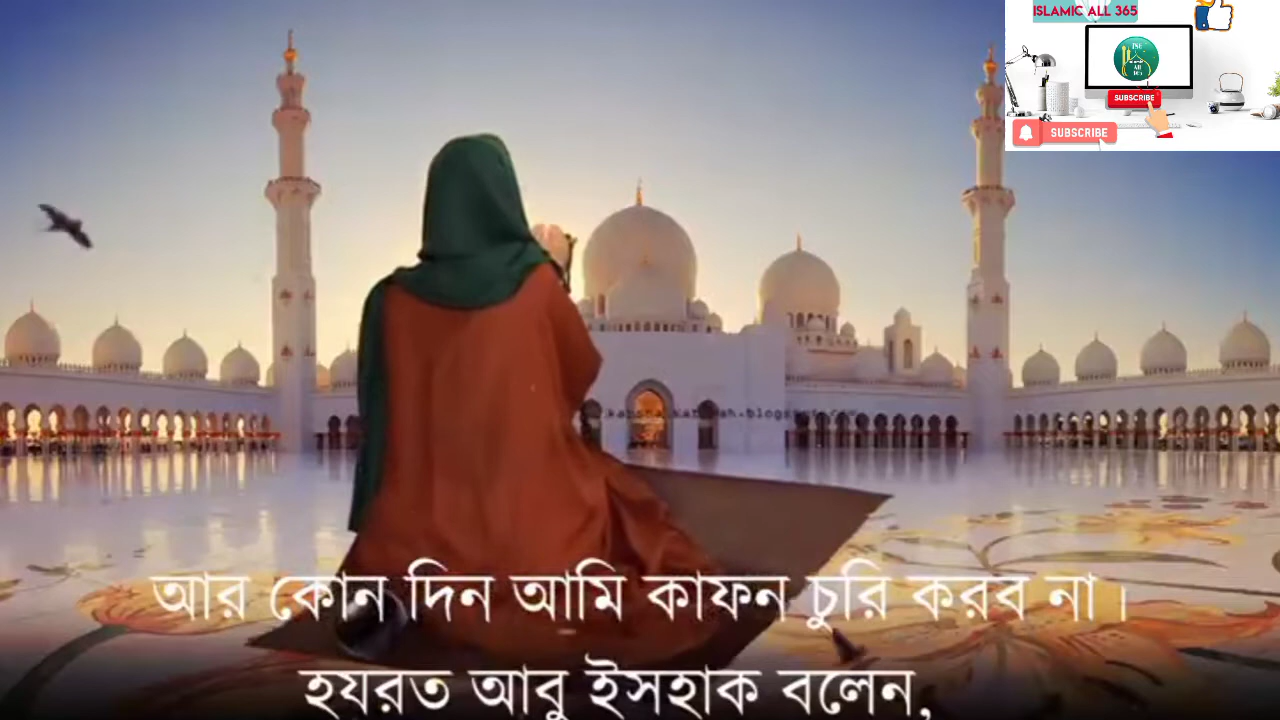 ISLAMIC ALL 365
SUBSCRIBE
SUBSCRIBE
আর কোন দিন আমি কাফন চুরি করব না।
হযরত আবু ইসহাক বলেন,